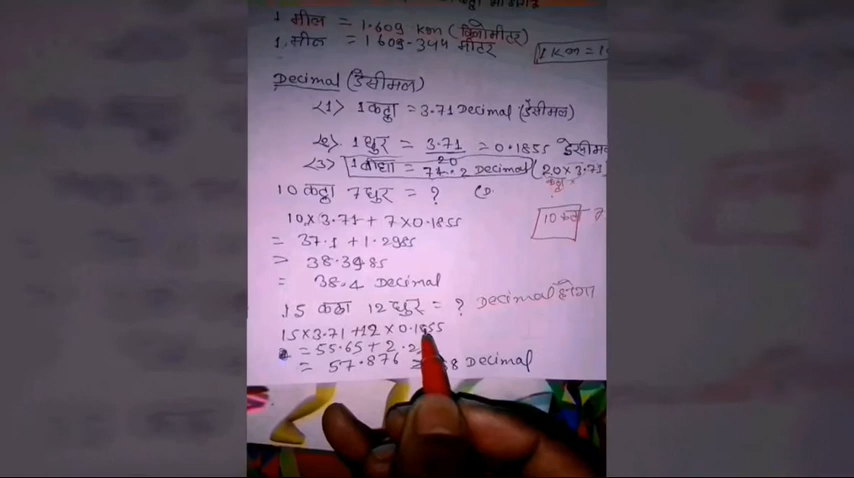 1 मील = 1.609 km (किलोमीटर)
1 मील = 1609.344 मीटर
1 Km = 1
Decimal (डैसीमल)
<1> 1 कट्ठा = 3.71 Decimal (डैसीमल)
<2> 1 धुर = 3.71/20 = 0.1855 डेसीमल
<3> 1 बीघा = 74.2 Decimal (20 x 3.71)
10 कट्ठा 7 धुर = ?
10 x 3.71 + 7 x 0.1855
= 37.1 + 1.2985
= 38.3985
= 38.4 Decimal
15 कट्ठा 12 धुर = ? Decimal होगा
15 x 3.71 + 12 x 0.1855
= 55.65 + 2.2
= 57.876 = 58 Decimal